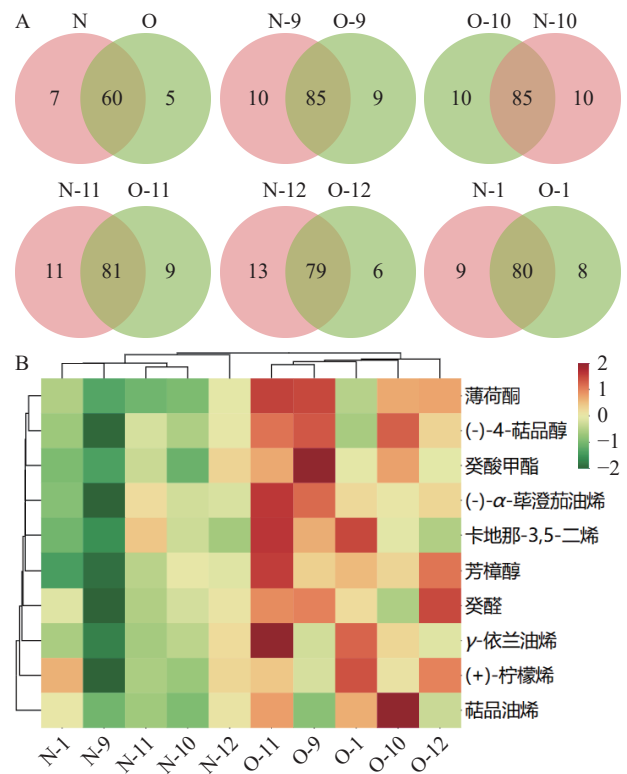 A
N O
7 60 5
N-9 O-9
10 85 9
O-10 N-10
10 85 10
N-11 O-11
11 81 9
N-12 O-12
13 79 6
N-1 O-1
9 80 8
B
薄荷酮
(-)-4-萜品醇
癸酸甲酯
(-)-α-荜澄茄油烯
卡地那-3,5-二烯
芳樟醇
癸醛
γ-依兰油烯
(+)-柠檬烯
萜品油烯
N-1 N-9 N-11 N-10 N-12 O-11 O-9 O-1 O-10 O-12
2
1
0
−1
−2